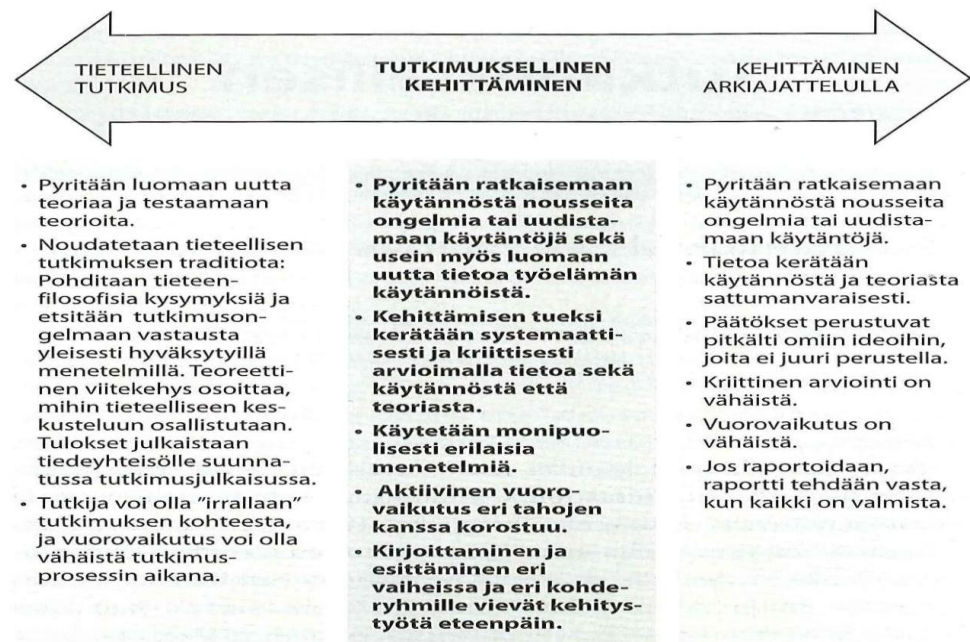 TIETEELLINEN
TUTKIMUS
TUTKIMUKSELLINEN
KEHITTÄMINEN
KEHITTÄMINEN
ARKIAJATTELULLA
• Pyritään luomaan uutta
teoriaa ja testaamaan
teorioita.
• Noudatetaan tieteellisen
tutkimuksen traditiota:
Pohditaan tieteen-
filosofisia kysymyksiä ja
etsitään tutkimuson-
gelmaan vastausta
yleisesti hyväksytyillä
menetelmillä. Teoreetti-
nen viitekehys osoittaa,
mihin tieteelliseen kes-
kusteluun osallistutaan.
Tulokset julkaistaan
tiedeyhteisölle suunna-
tussa tutkimusjulkaisussa.
• Tutkija voi olla "irrallaan"
tutkimuksen kohteesta,
ja vuorovaikutus voi olla
vähäistä tutkimus-
prosessin aikana.
• Pyritään ratkaisemaan
käytännöstä nousseita
ongelmia tai uudista-
maan käytäntöjä sekä
usein myös luomaan
uutta tietoa työelämän
käytännöistä.
• Kehittämisen tueksi
kerätään systemaatti-
sesti ja kriittisesti
arvioimalla tietoa sekä
käytännöstä että
teoriasta.
• Käytetään monipuo-
lisesti erilaisia
menetelmiä.
• Aktiivinen vuoro-
vaikutus eri tahojen
kanssa korostuu.
• Kirjoittaminen ja
esittäminen eri
vaiheissa ja eri kohde-
ryhmille vievät kehitys-
työtä eteenpäin.
• Pyritään ratkaisemaan
käytännöstä nousseita
ongelmia tai uudista-
maan käytäntöjä.
• Tietoa kerätään
käytännöstä ja teoriasta
sattumanvaraisesti.
• Päätökset perustuvat
pitkälti omiin ideoihin,
joita ei juuri perustella.
• Kriittinen arviointi on
vähäistä.
• Vuorovaikutus on
vähäistä.
• Jos raportoidaan,
raportti tehdään vasta,
kun kaikki on valmista.